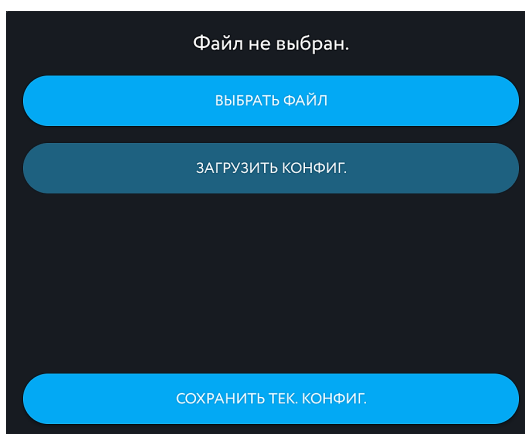 Файл не выбран.
ВЫБРАТЬ ФАЙЛ
ЗАГРУЗИТЬ КОНФИГ.
СОХРАНИТЬ ТЕК. КОНФИГ.